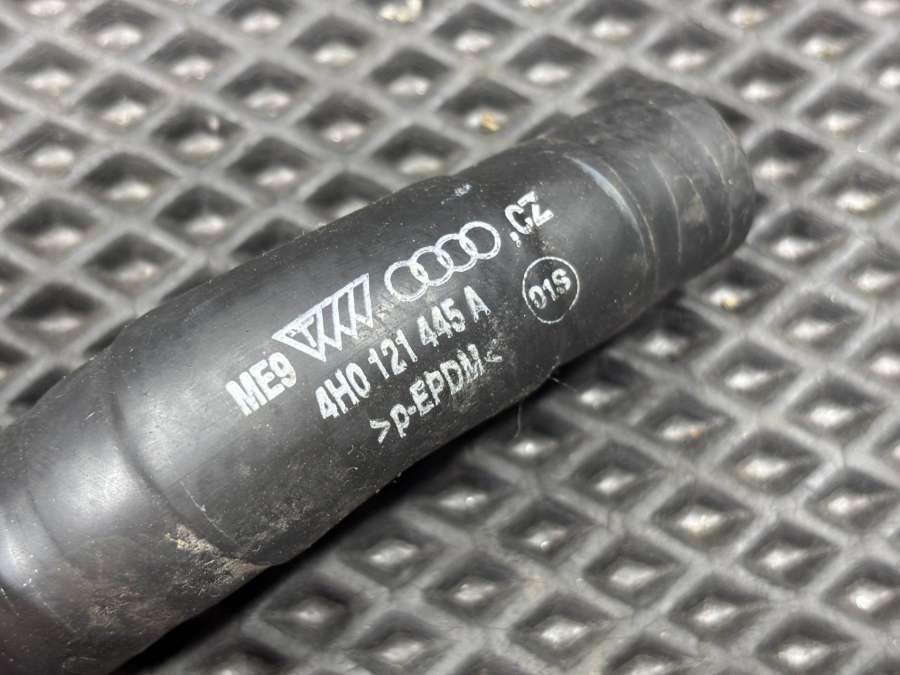 ME9 ,CZ
4H0 121 445 A
>p-EPDM<
01S